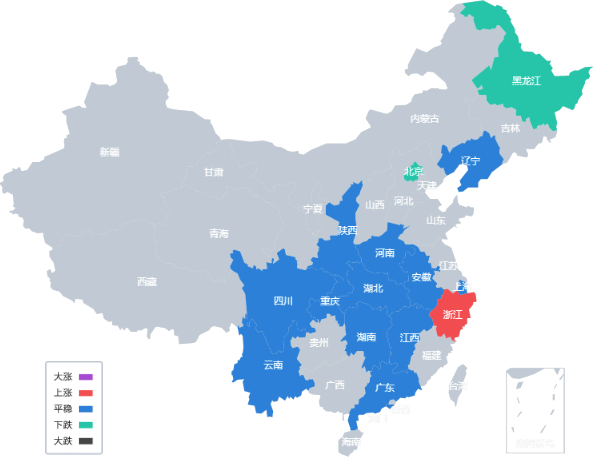 黑龙江
内蒙古
吉林
新疆
辽宁
甘肃
北京
天津
宁夏
山西
河北
山东
青海
陕西
河南
江苏
西藏
安徽
上海
四川
重庆
湖北
浙江
湖南
江西
贵州
福建
云南
广西
广东
台湾
海南
大涨
上涨
平稳
下跌
大跌